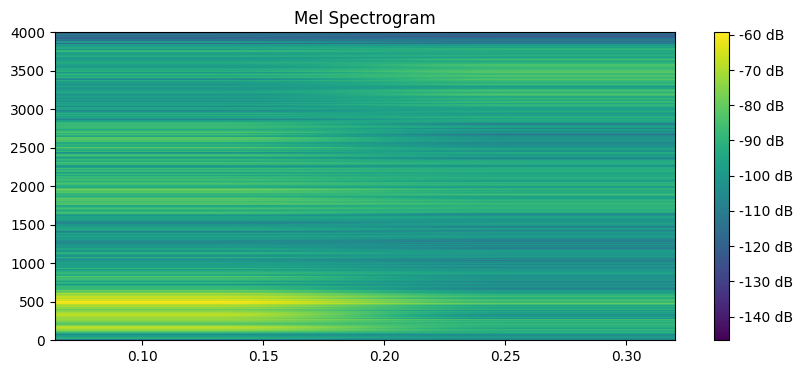 Mel Spectrogram
4000
3500
3000
2500
2000
1500
1000
500
0
0.10
0.15
0.20
0.25
0.30
-60 dB
-70 dB
-80 dB
-90 dB
-100 dB
-110 dB
-120 dB
-130 dB
-140 dB